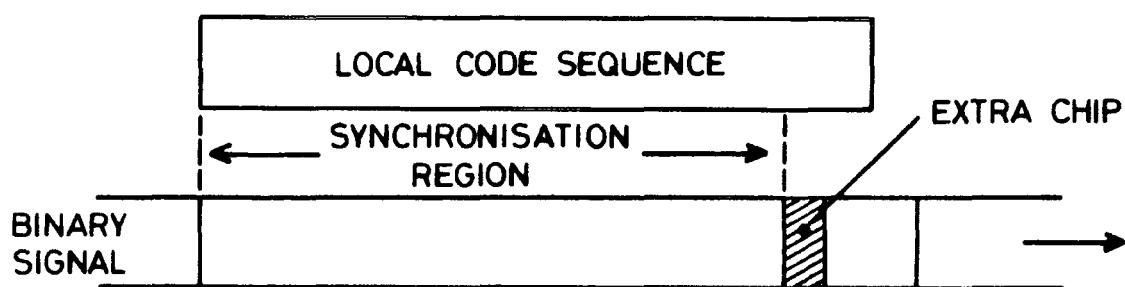 LOCAL CODE SEQUENCE
EXTRA CHIP
SYNCHRONISATION
REGION
BINARY
SIGNAL